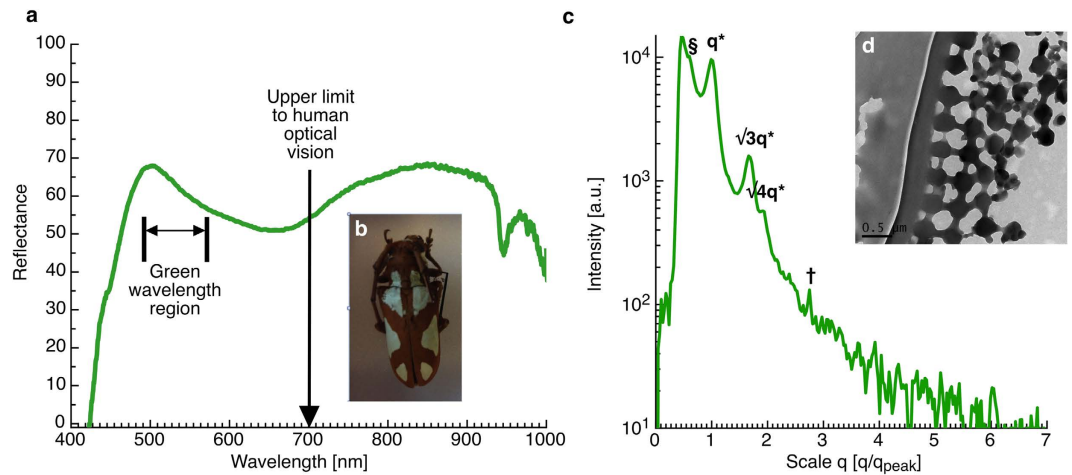 a
100
90
80
70
60
50
40
30
20
10
0
Reflectance
Upper limit
to human
optical
vision
Green
wavelength
region
b
400 500 600 700 800 900 1000
Wavelength [nm]
c
10⁴
10³
10²
10¹
Intensity [a.u.]
§ q*
√3q*
√4q*
†
d
0.5 µm
0 1 2 3 4 5 6 7
Scale q [q/qpeak]